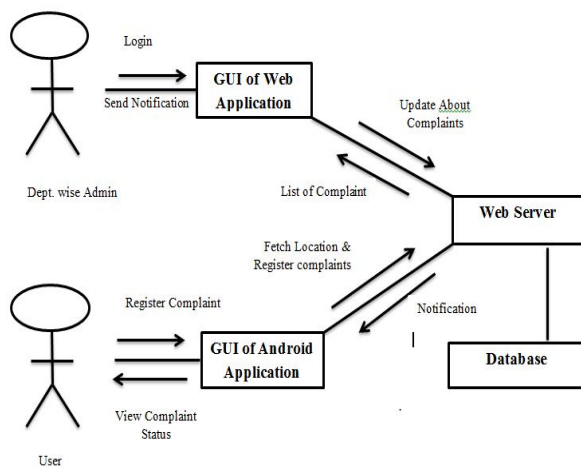 Login
GUI of Web
Application
Send Notification
Update About
Complaints
Dept. wise Admin
List of Complaint
Web Server
Fetch Location &
Register complaints
Register Complaint
Notification
GUI of Android
Application
Database
View Complaint
Status
User